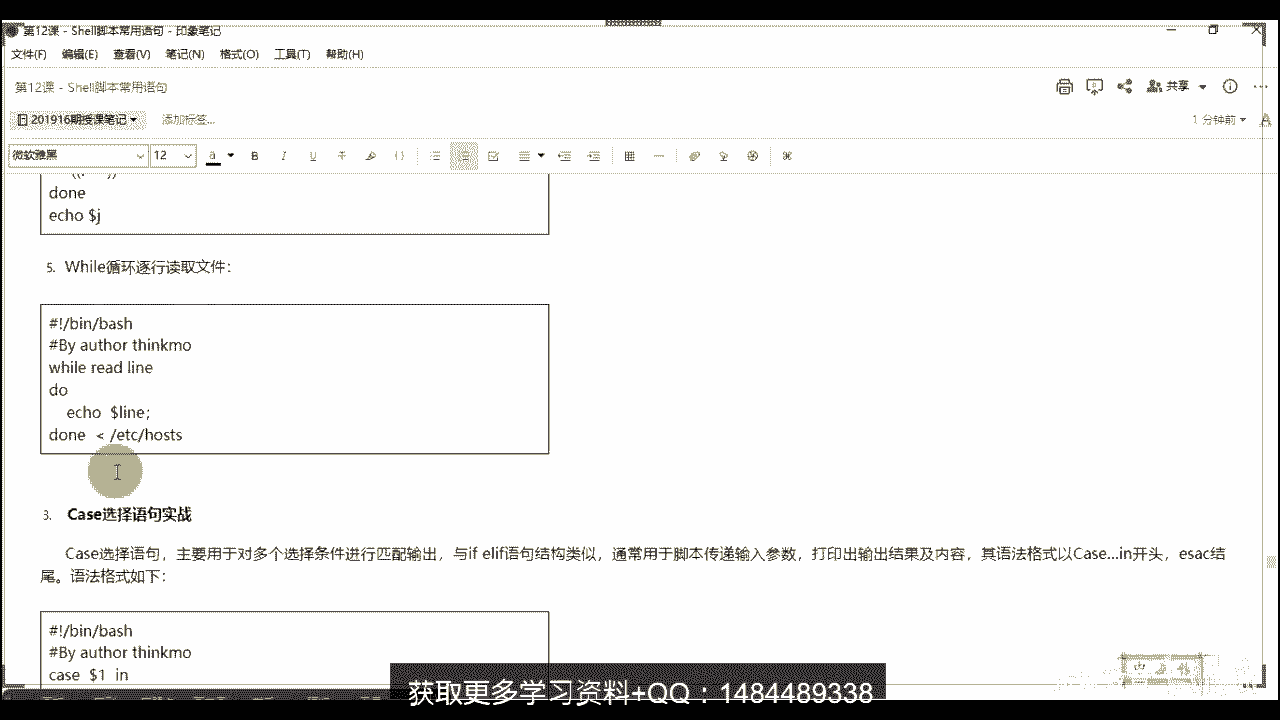 第12课 - Shell脚本常用语句 - 印象笔记
文件(F) 编辑(E) 查看(V) 笔记(N) 格式(O) 工具(T) 帮助(H)
第12课 - Shell脚本常用语句
共享
201916期授课笔记
添加标签...
1 分钟前
微软雅黑 12 a B I U
done
echo $j
5. While循环逐行读取文件:
#!/bin/bash
#By author thinkmo
while read line
do
echo $line;
done < /etc/hosts
3. Case选择语句实战
Case选择语句，主要用于对多个选择条件进行匹配输出，与if elif语句结构类似，通常用于脚本传递输入参数，打印出输出结果及内容，其语法格式以Case…in开头，esac结
尾。语法格式如下：
#!/bin/bash
#By author thinkmo
case $1 in
获取更多学习资料+QQ：1484489338